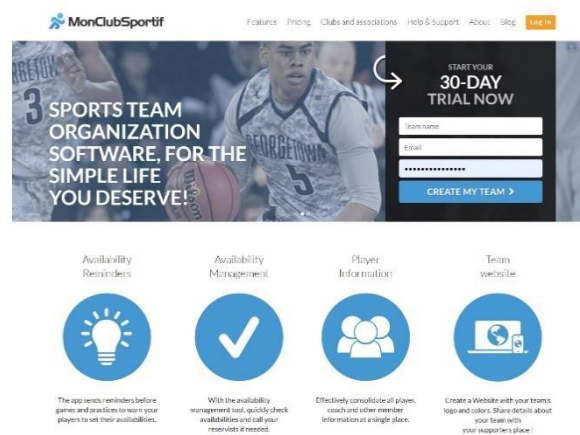 MonClubSportif
Features Pricing Clubs and associations Help & Support About Blog Log In
RGETOW
3
SPORTS TEAM
ORGANIZATION
SOFTWARE, FOR THE
SIMPLE LIFE
YOU DESERVE!
GEORGETOWN
5
Wilson
START YOUR
30-DAY
TRIAL NOW
Team name
Email
•••••••••••••••
CREATE MY TEAM >
Availability
Reminders
The app sends reminders before
games and practices to warn your
players to set their availabilities.
Availability
Management
With the availability
management tool, quickly check
availabilities and call your
reservists if needed.
Player
Information
Effectively consolidate all player,
coach and other member
information at a single place.
Team
website
Create a Website with your team's
logo and colors. Share details about
your team with
your supporters place !